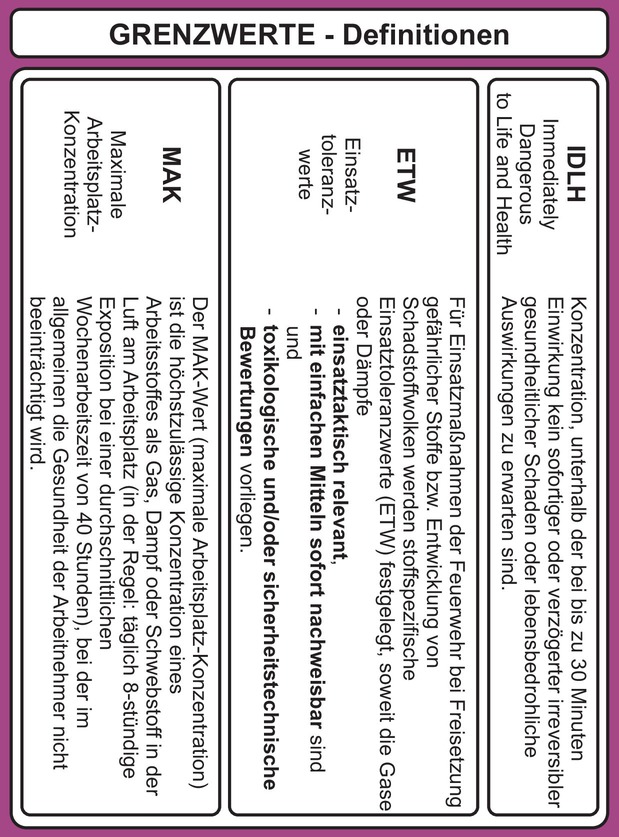 GRENZWERTE - Definitionen
IDLH
Immediately
Dangerous
to Life and Health
Konzentration, unterhalb der bei bis zu 30 Minuten
Einwirkung kein sofortiger oder verzögerter irreversibler
gesundheitlicher Schaden oder lebensbedrohliche
Auswirkungen zu erwarten sind.
ETW
Einsatz-
toleranz-
werte
Für Einsatzmaßnahmen der Feuerwehr bei Freisetzung
gefährlicher Stoffe bzw. Entwicklung von
Schadstoffwolken werden stoffspezifische
Einsatztoleranzwerte (ETW) festgelegt, soweit die Gase
oder Dämpfe
- einsatztaktisch relevant,
- mit einfachen Mitteln sofort nachweisbar sind
und
- toxikologische und/oder sicherheitstechnische
Bewertungen vorliegen.
MAK
Maximale
Arbeitsplatz-
Konzentration
Der MAK-Wert (maximale Arbeitsplatz-Konzentration)
ist die höchstzulässige Konzentration eines
Arbeitsstoffes als Gas, Dampf oder Schwebstoff in der
Luft am Arbeitsplatz (in der Regel: täglich 8-stündige
Exposition bei einer durchschnittlichen
Wochenarbeitszeit von 40 Stunden), bei der im
allgemeinen die Gesundheit der Arbeitnehmer nicht
beeinträchtigt wird.